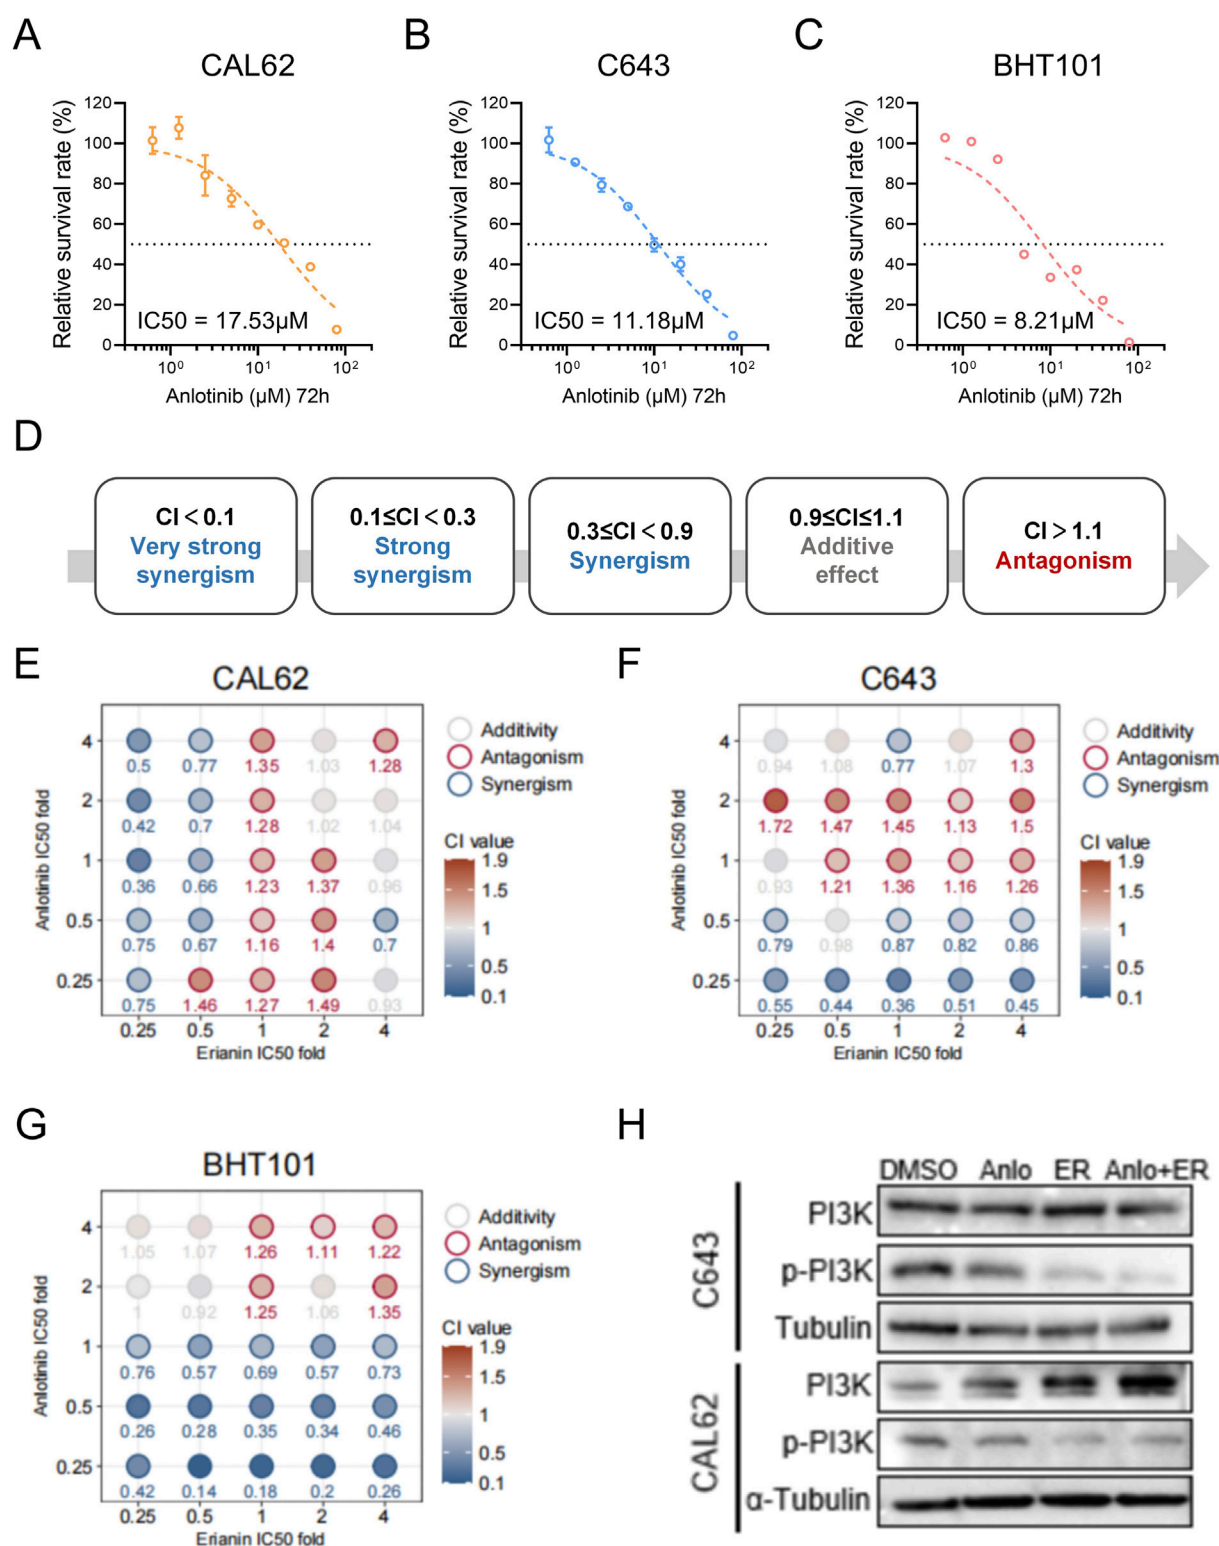 A
B
C
CAL62
C643
BHT101
Relative survival rate (%)
120
100
80
60
40
20
0
IC50 = 17.53μM
10⁰
10¹
10²
Anlotinib (μM) 72h
Relative survival rate (%)
120
100
80
60
40
20
0
IC50 = 11.18μM
10⁰
10¹
10²
Anlotinib (μM) 72h
Relative survival rate (%)
120
100
80
60
40
20
0
IC50 = 8.21μM
10⁰
10¹
10²
Anlotinib (μM) 72h
D
CI < 0.1
Very strong
synergism
0.1≤CI < 0.3
Strong
synergism
0.3≤CI < 0.9
Synergism
0.9≤CI≤1.1
Additive
effect
CI > 1.1
Antagonism
E
CAL62
Anlotinib IC50 fold
4
0.5 0.77 1.35 1.03 1.28
2
0.42 0.7 1.28 1.02 1.04
1
0.36 0.66 1.23 1.37 0.96
0.5
0.75 0.67 1.16 1.4 0.7
0.25
0.75 1.46 1.27 1.49 0.93
0.25 0.5 1 2 4
Erianin IC50 fold
Additivity
Antagonism
Synergism
CI value
1.9
1.5
1
0.5
0.1
F
C643
Anlotinib IC50 fold
4
0.94 1.08 0.77 1.07 1.3
2
1.72 1.47 1.45 1.13 1.5
1
0.93 1.21 1.36 1.16 1.26
0.5
0.79 0.98 0.87 0.82 0.86
0.25
0.55 0.44 0.36 0.51 0.45
0.25 0.5 1 2 4
Erianin IC50 fold
Additivity
Antagonism
Synergism
CI value
1.9
1.5
1
0.5
0.1
G
BHT101
Anlotinib IC50 fold
4
1.05 1.07 1.26 1.11 1.22
2
1 0.92 1.25 1.06 1.35
1
0.76 0.57 0.69 0.57 0.73
0.5
0.26 0.28 0.35 0.34 0.46
0.25
0.42 0.14 0.18 0.2 0.26
0.25 0.5 1 2 4
Erianin IC50 fold
Additivity
Antagonism
Synergism
CI value
1.9
1.5
1
0.5
0.1
H
DMSO Anlo ER Anlo+ER
C643
PI3K
p-PI3K
Tubulin
CAL62
PI3K
p-PI3K
α-Tubulin